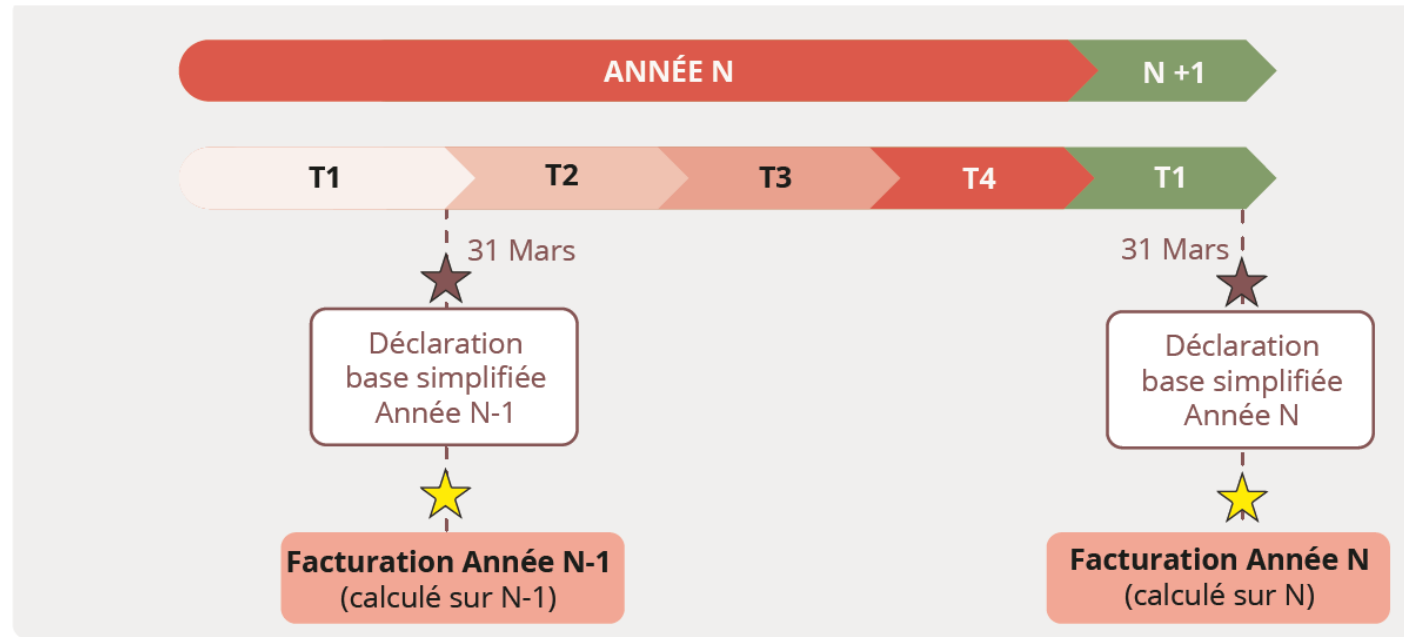 ANNÉE N
N +1
T1
T2
T3
T4
T1
31 Mars
31 Mars
Déclaration
base simplifiée
Année N-1
Déclaration
base simplifiée
Année N
Facturation Année N-1
(calculé sur N-1)
Facturation Année N
(calculé sur N)